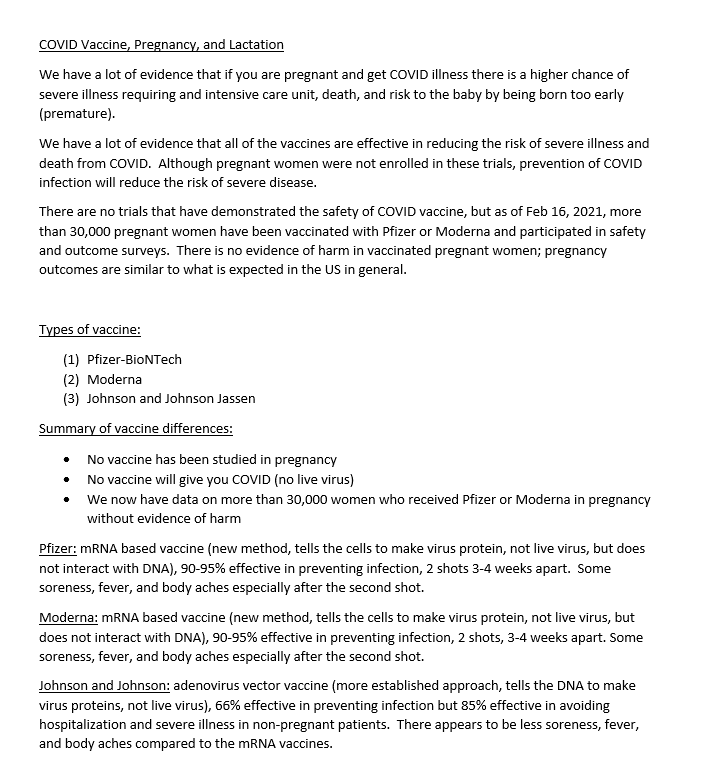 COVID Vaccine, Pregnancy, and Lactation
We have a lot of evidence that if you are pregnant and get COVID illness there is a higher chance of
severe illness requiring and intensive care unit, death, and risk to the baby by being born too early
(premature).
We have a lot of evidence that all of the vaccines are effective in reducing the risk of severe illness and
death from COVID.  Although pregnant women were not enrolled in these trials, prevention of COVID
infection will reduce the risk of severe disease.
There are no trials that have demonstrated the safety of COVID vaccine, but as of Feb 16, 2021, more
than 30,000 pregnant women have been vaccinated with Pfizer or Moderna and participated in safety
and outcome surveys.  There is no evidence of harm in vaccinated pregnant women; pregnancy
outcomes are similar to what is expected in the US in general.
Types of vaccine:
(1) Pfizer-BioNTech
(2) Moderna
(3) Johnson and Johnson Jassen
Summary of vaccine differences:
• No vaccine has been studied in pregnancy
• No vaccine will give you COVID (no live virus)
• We now have data on more than 30,000 women who received Pfizer or Moderna in pregnancy
without evidence of harm
Pfizer: mRNA based vaccine (new method, tells the cells to make virus protein, not live virus, but does
not interact with DNA), 90-95% effective in preventing infection, 2 shots 3-4 weeks apart.  Some
soreness, fever, and body aches especially after the second shot.
Moderna: mRNA based vaccine (new method, tells the cells to make virus protein, not live virus, but
does not interact with DNA), 90-95% effective in preventing infection, 2 shots, 3-4 weeks apart. Some
soreness, fever, and body aches especially after the second shot.
Johnson and Johnson: adenovirus vector vaccine (more established approach, tells the DNA to make
virus proteins, not live virus), 66% effective in preventing infection but 85% effective in avoiding
hospitalization and severe illness in non-pregnant patients.  There appears to be less soreness, fever,
and body aches compared to the mRNA vaccines.